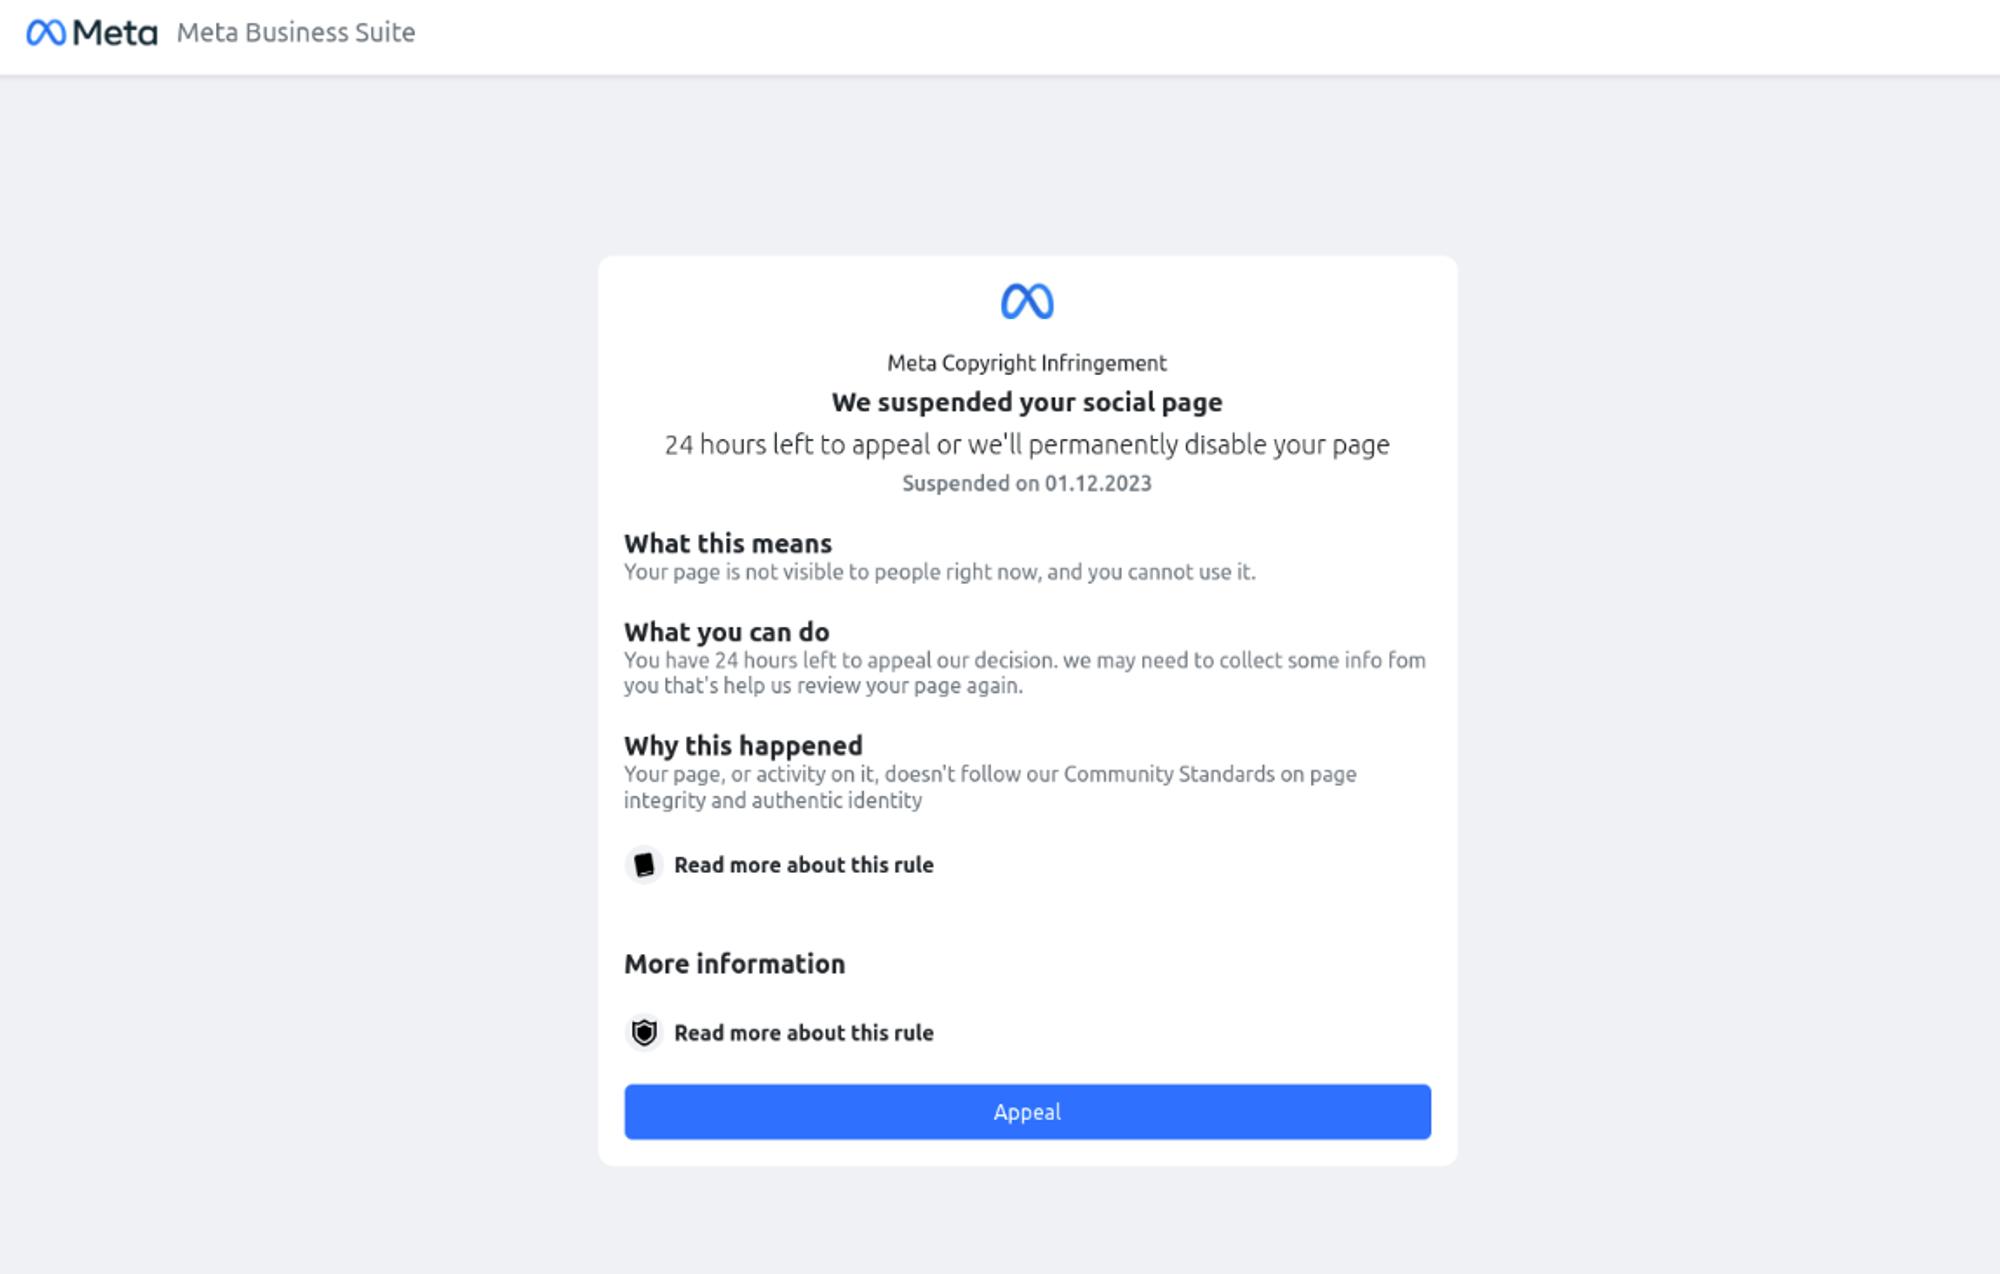 Meta Meta Business Suite
Meta Copyright Infringement
We suspended your social page
24 hours left to appeal or we'll permanently disable your page
Suspended on 01.12.2023
What this means
Your page is not visible to people right now, and you cannot use it.
What you can do
You have 24 hours left to appeal our decision. we may need to collect some info fom
you that's help us review your page again.
Why this happened
Your page, or activity on it, doesn't follow our Community Standards on page
integrity and authentic identity
Read more about this rule
More information
Read more about this rule
Appeal